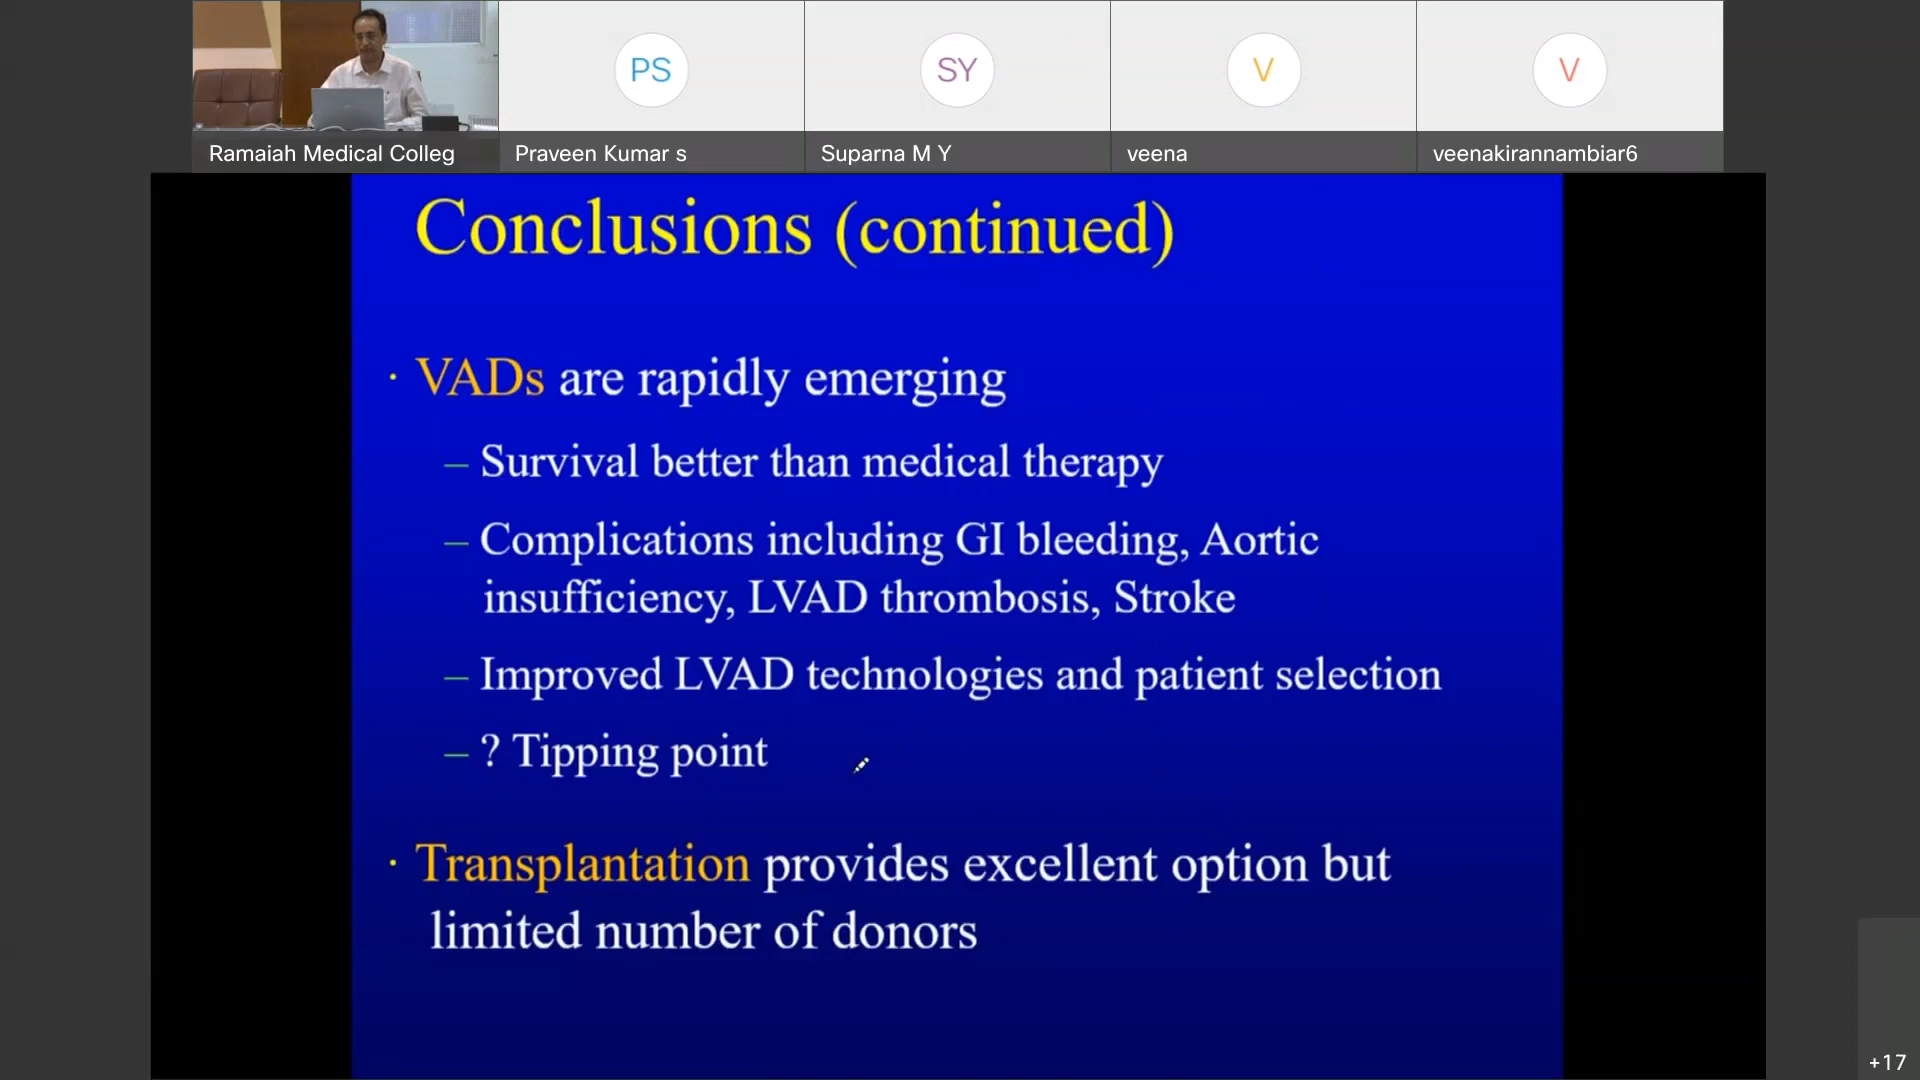 PS
SY
V
V
Ramaiah Medical Colleg
Praveen Kumar s
Suparna M Y
veena
veenakirannambiar6
Conclusions (continued)
· VADs are rapidly emerging
– Survival better than medical therapy
– Complications including GI bleeding, Aortic
insufficiency, LVAD thrombosis, Stroke
– Improved LVAD technologies and patient selection
– ? Tipping point
· Transplantation provides excellent option but
limited number of donors
+17